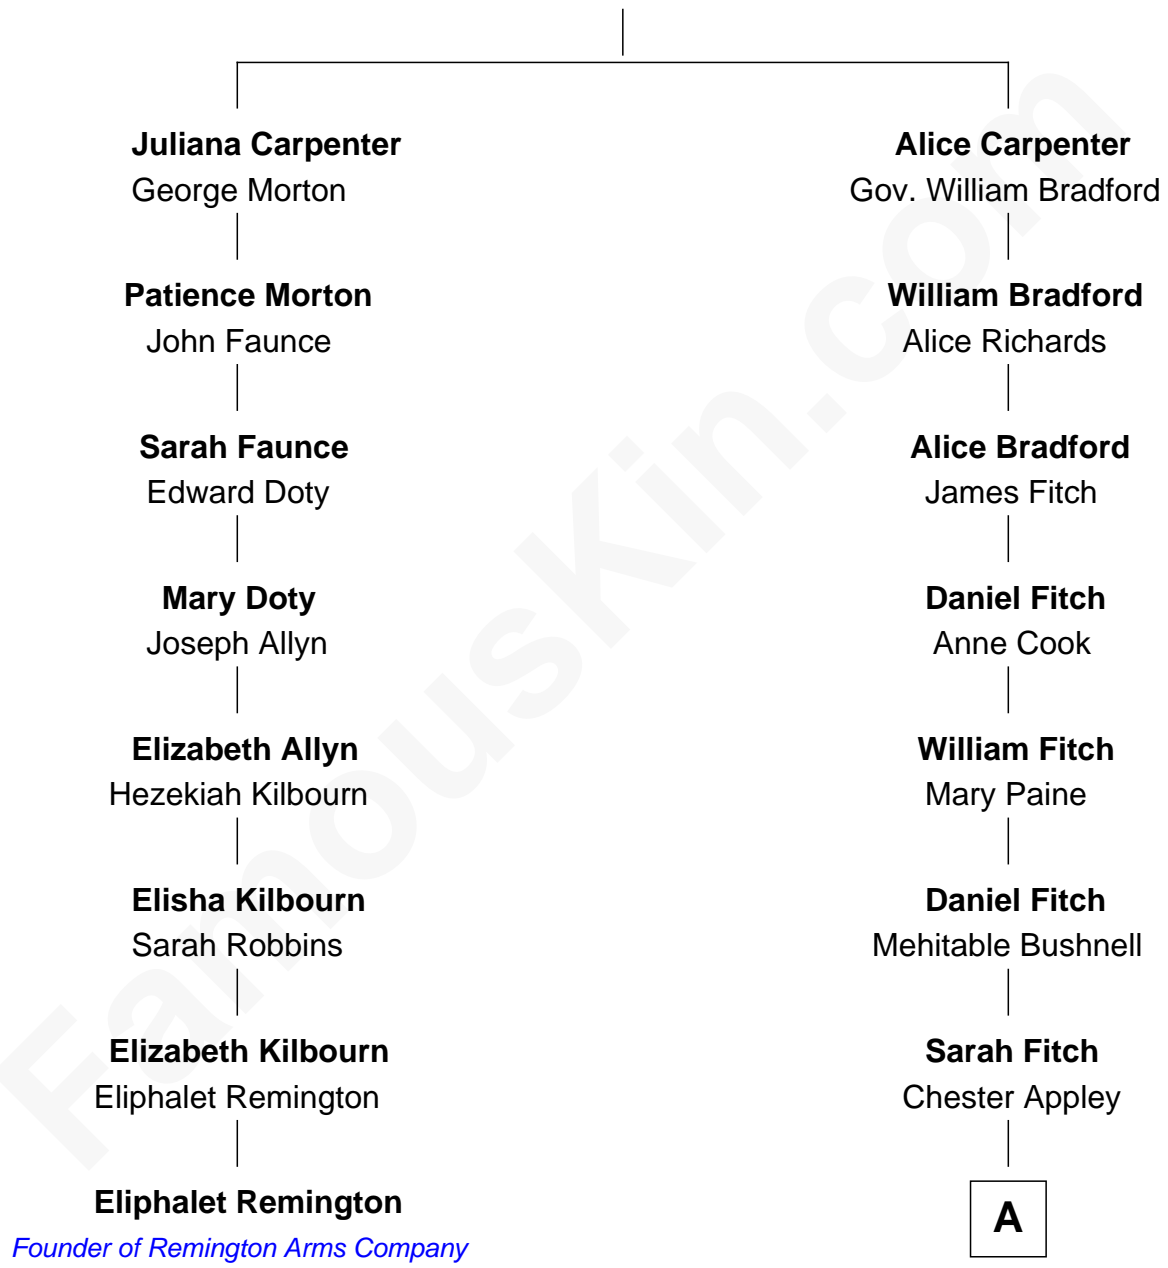 Juliana Carpenter
George Morton
Patience Morton
John Faunce
Sarah Faunce
Edward Doty
Mary Doty
Joseph Allyn
Elizabeth Allyn
Hezekiah Kilbourn
Elisha Kilbourn
Sarah Robbins
Elizabeth Kilbourn
Eliphalet Remington
Eliphalet Remington
Founder of Remington Arms Company
Alice Carpenter
Gov. William Bradford
William Bradford
Alice Richards
Alice Bradford
James Fitch
Daniel Fitch
Anne Cook
William Fitch
Mary Paine
Daniel Fitch
Mehitable Bushnell
Sarah Fitch
Chester Appley
A
FamousKin.com